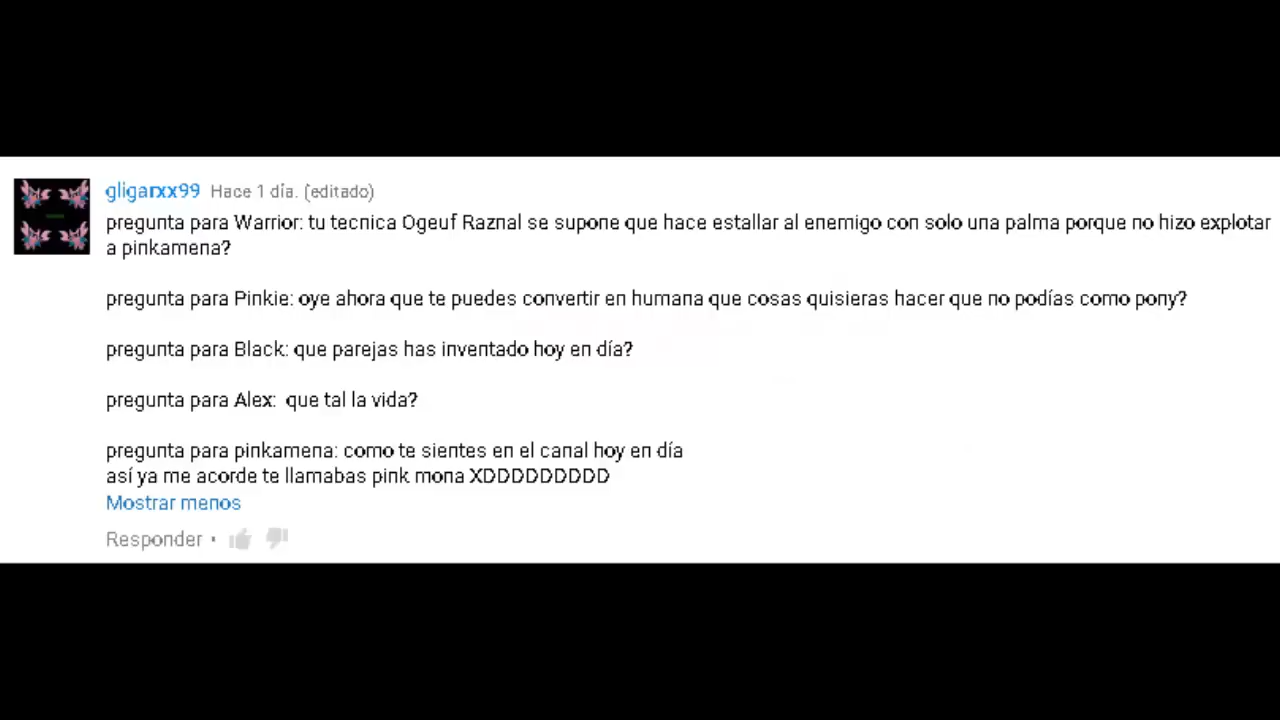 gligarxx99 Hace 1 día. (editado)
pregunta para Warrior: tu tecnica Ogeuf Raznal se supone que hace estallar al enemigo con solo una palma porque no hizo explotar
a pinkamena?
pregunta para Pinkie: oye ahora que te puedes convertir en humana que cosas quisieras hacer que no podías como pony?
pregunta para Black: que parejas has inventado hoy en día?
pregunta para Alex:  que tal la vida?
pregunta para pinkamena: como te sientes en el canal hoy en día
así ya me acorde te llamabas pink mona XDDDDDDDDD
Mostrar menos
Responder •